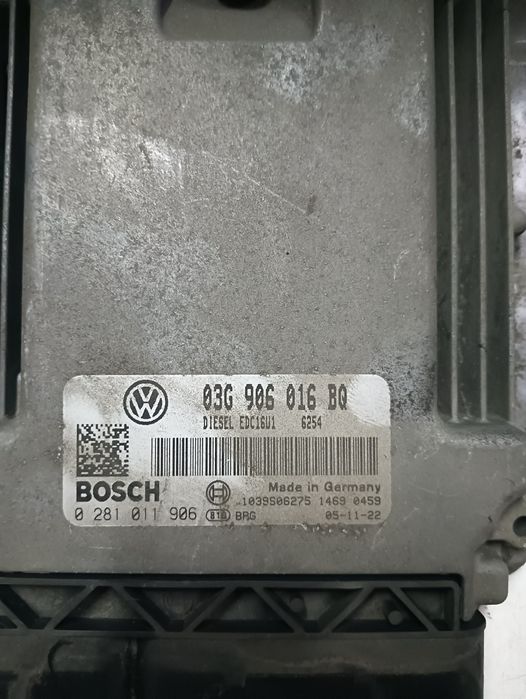 03G 906 016 BQ
DIESEL EDC16U1 6254
BOSCH
Made in Germany
1039S06275 1469 0459
0 281 011 906 816 BRG 05-11-22